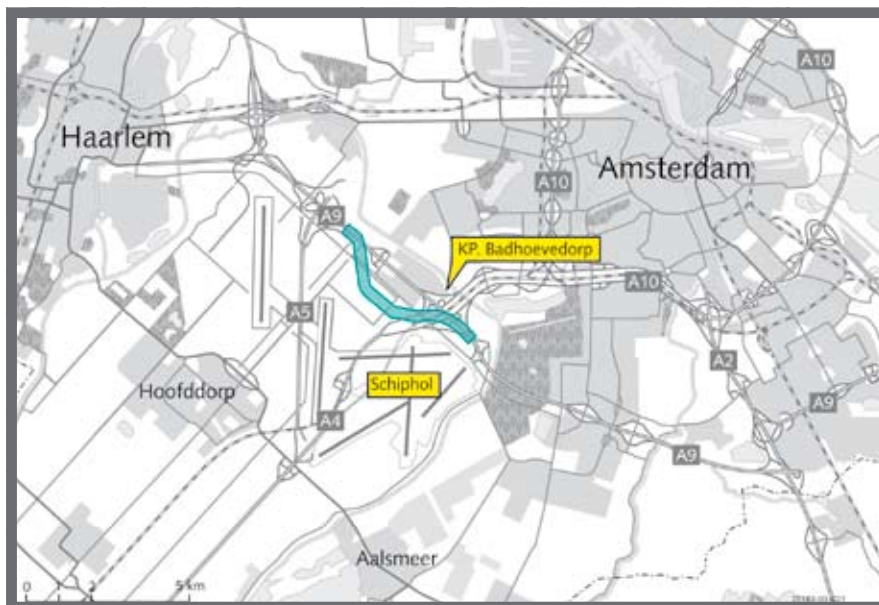 A10
Haarlem
Amsterdam
A10
A9
KP. Badhoevedorp
A10
A5
A2
Schiphol
Hoofddorp
A4
A9
A9
Aalsmeer
0 1 2 5 km